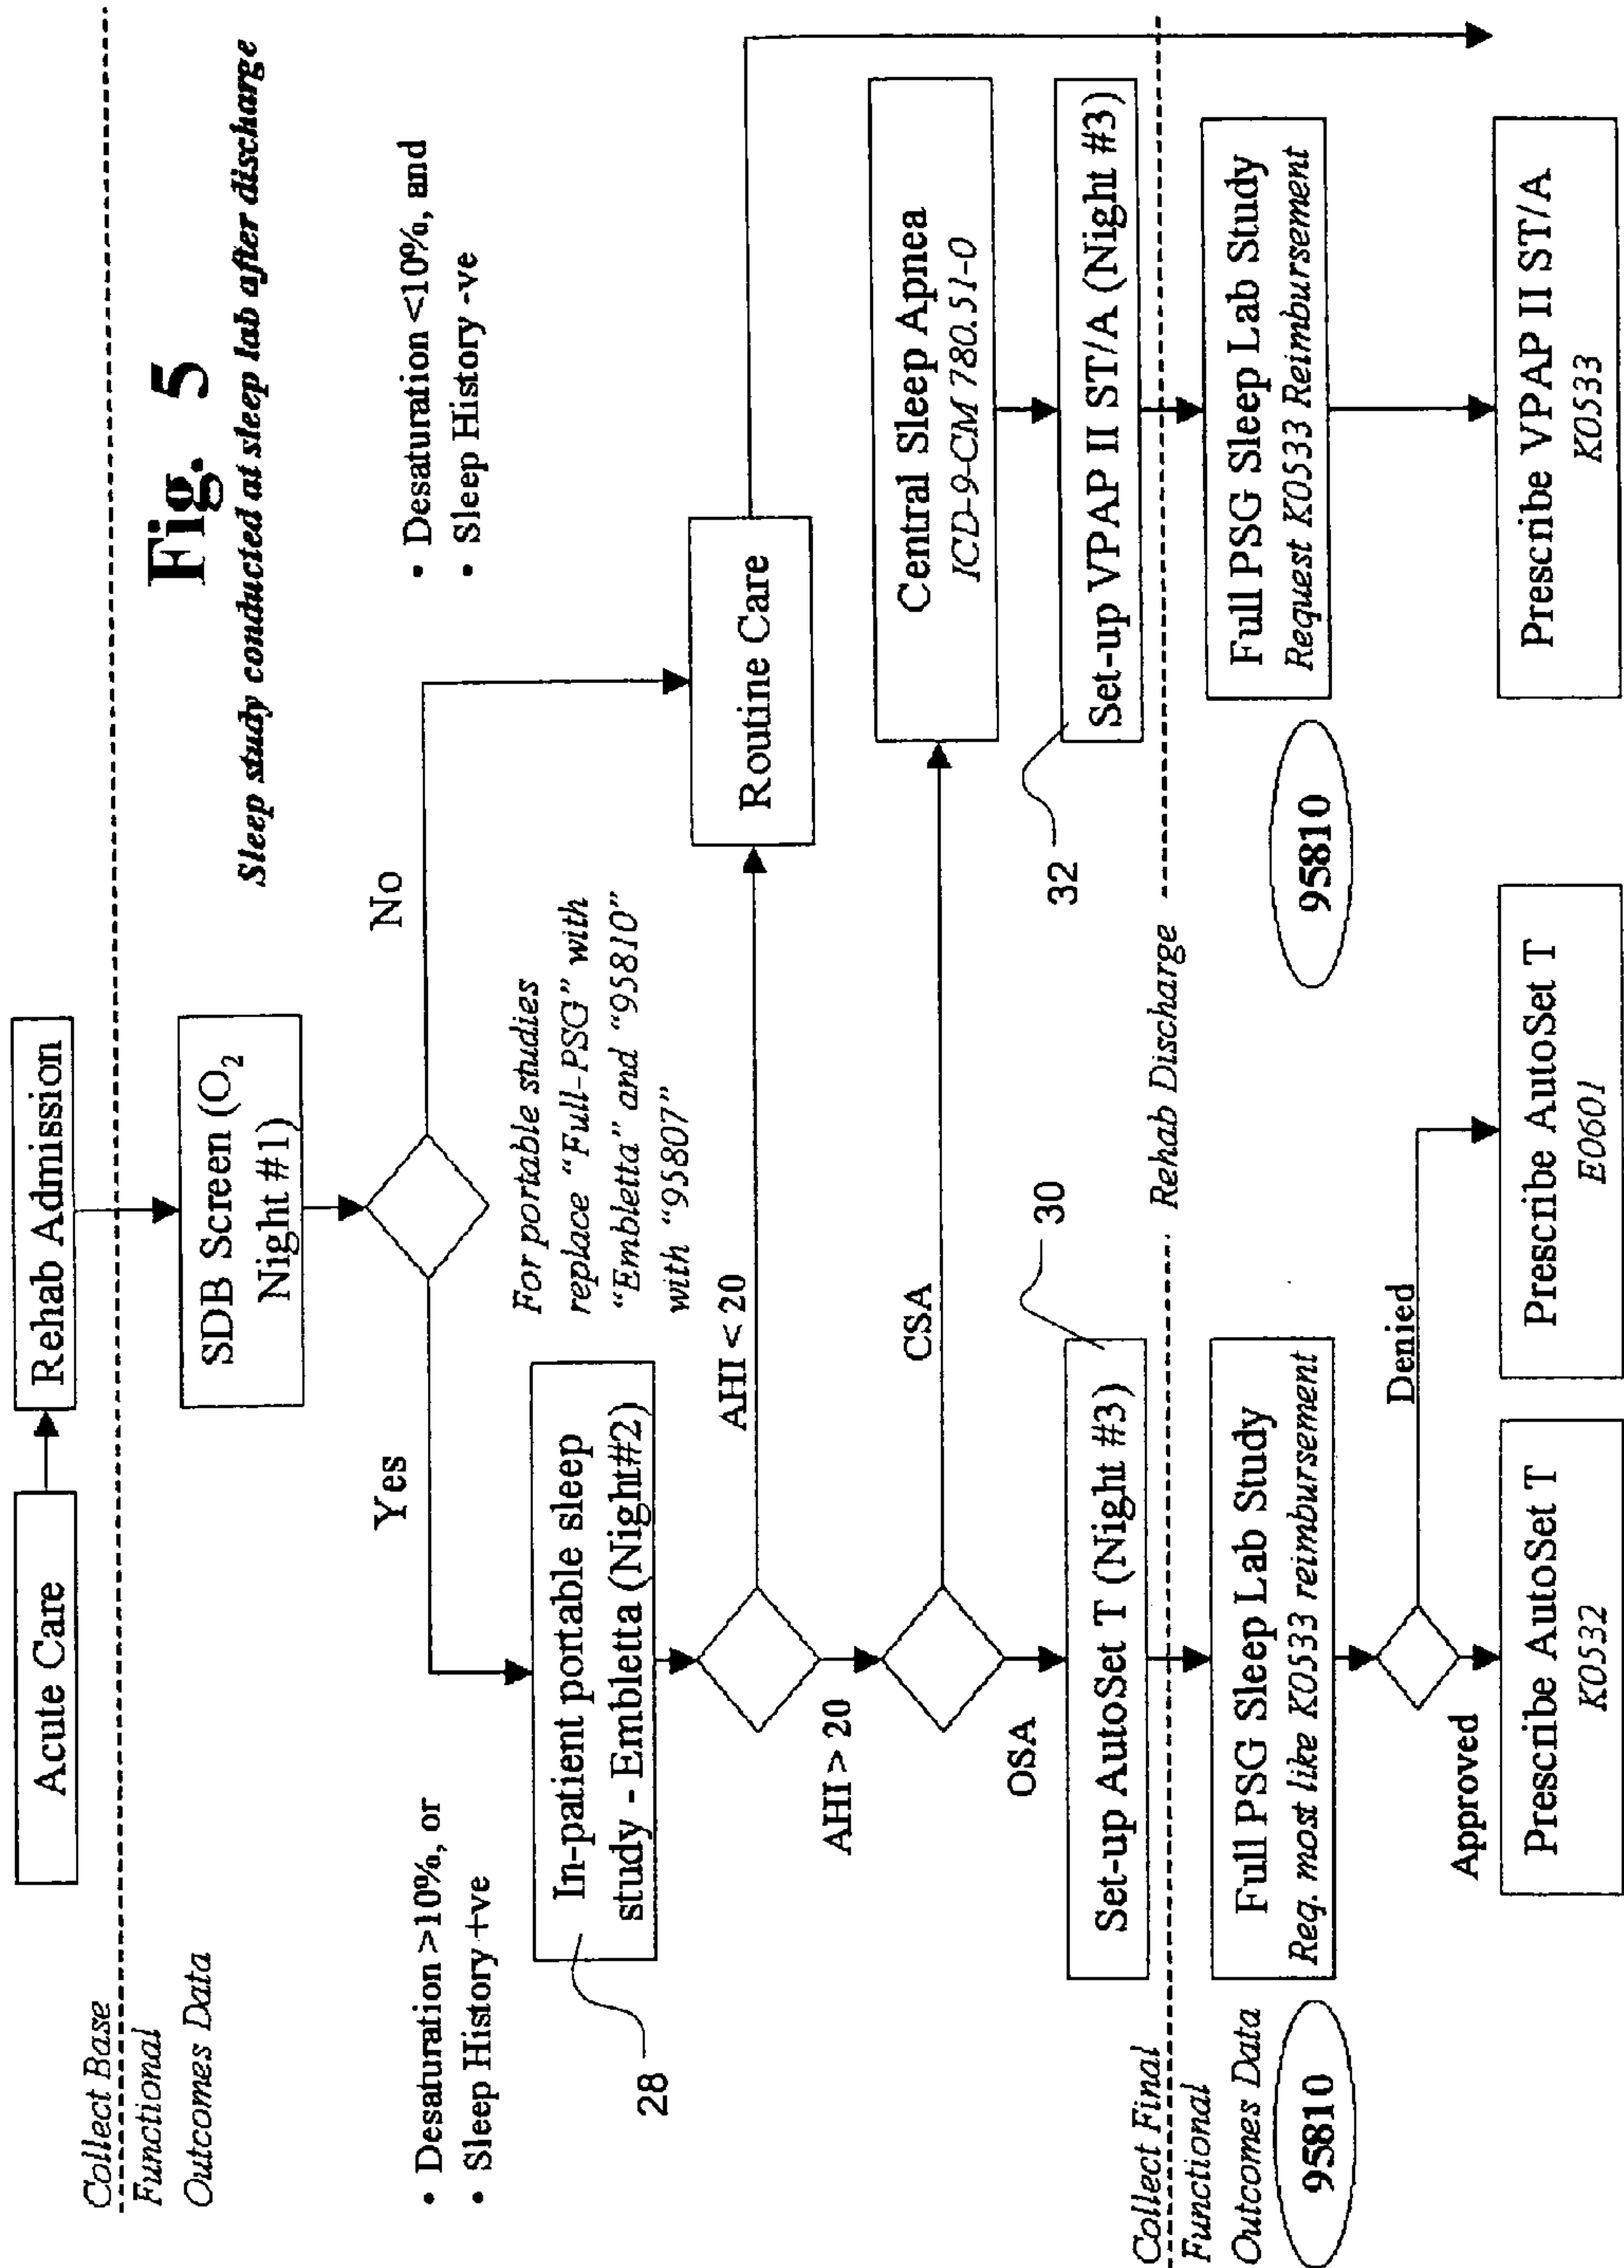 Fig. 5
Sleep study conducted at sleep lab after discharge
Acute Care
Rehab Admission
Collect Base
Functional
Outcomes Data
SDB Screen (O2
Night #1)
Yes
No
• Desaturation >10%, or
• Sleep History +ve
• Desaturation <10%, and
• Sleep History -ve
For portable studies
replace "Full-PSG" with
"Embletta" and "95810"
with "95807"
In-patient portable sleep
study - Embletta (Night#2)
28
AHI < 20
Routine Care
AHI > 20
CSA
Central Sleep Apnea
ICD-9-CM 780.51-0
OSA
30
Set-up AutoSet T (Night #3)
32
Set-up VPAP II ST/A (Night #3)
Collect Final
Functional
Outcomes Data
Rehab Discharge
95810
Full PSG Sleep Lab Study
Req. most like K0533 reimbursement
95810
Full PSG Sleep Lab Study
Request K0533 Reimbursement
Approved
Denied
Prescribe AutoSet T
K0532
Prescribe AutoSet T
E0601
Prescribe VPAP II ST/A
K0533